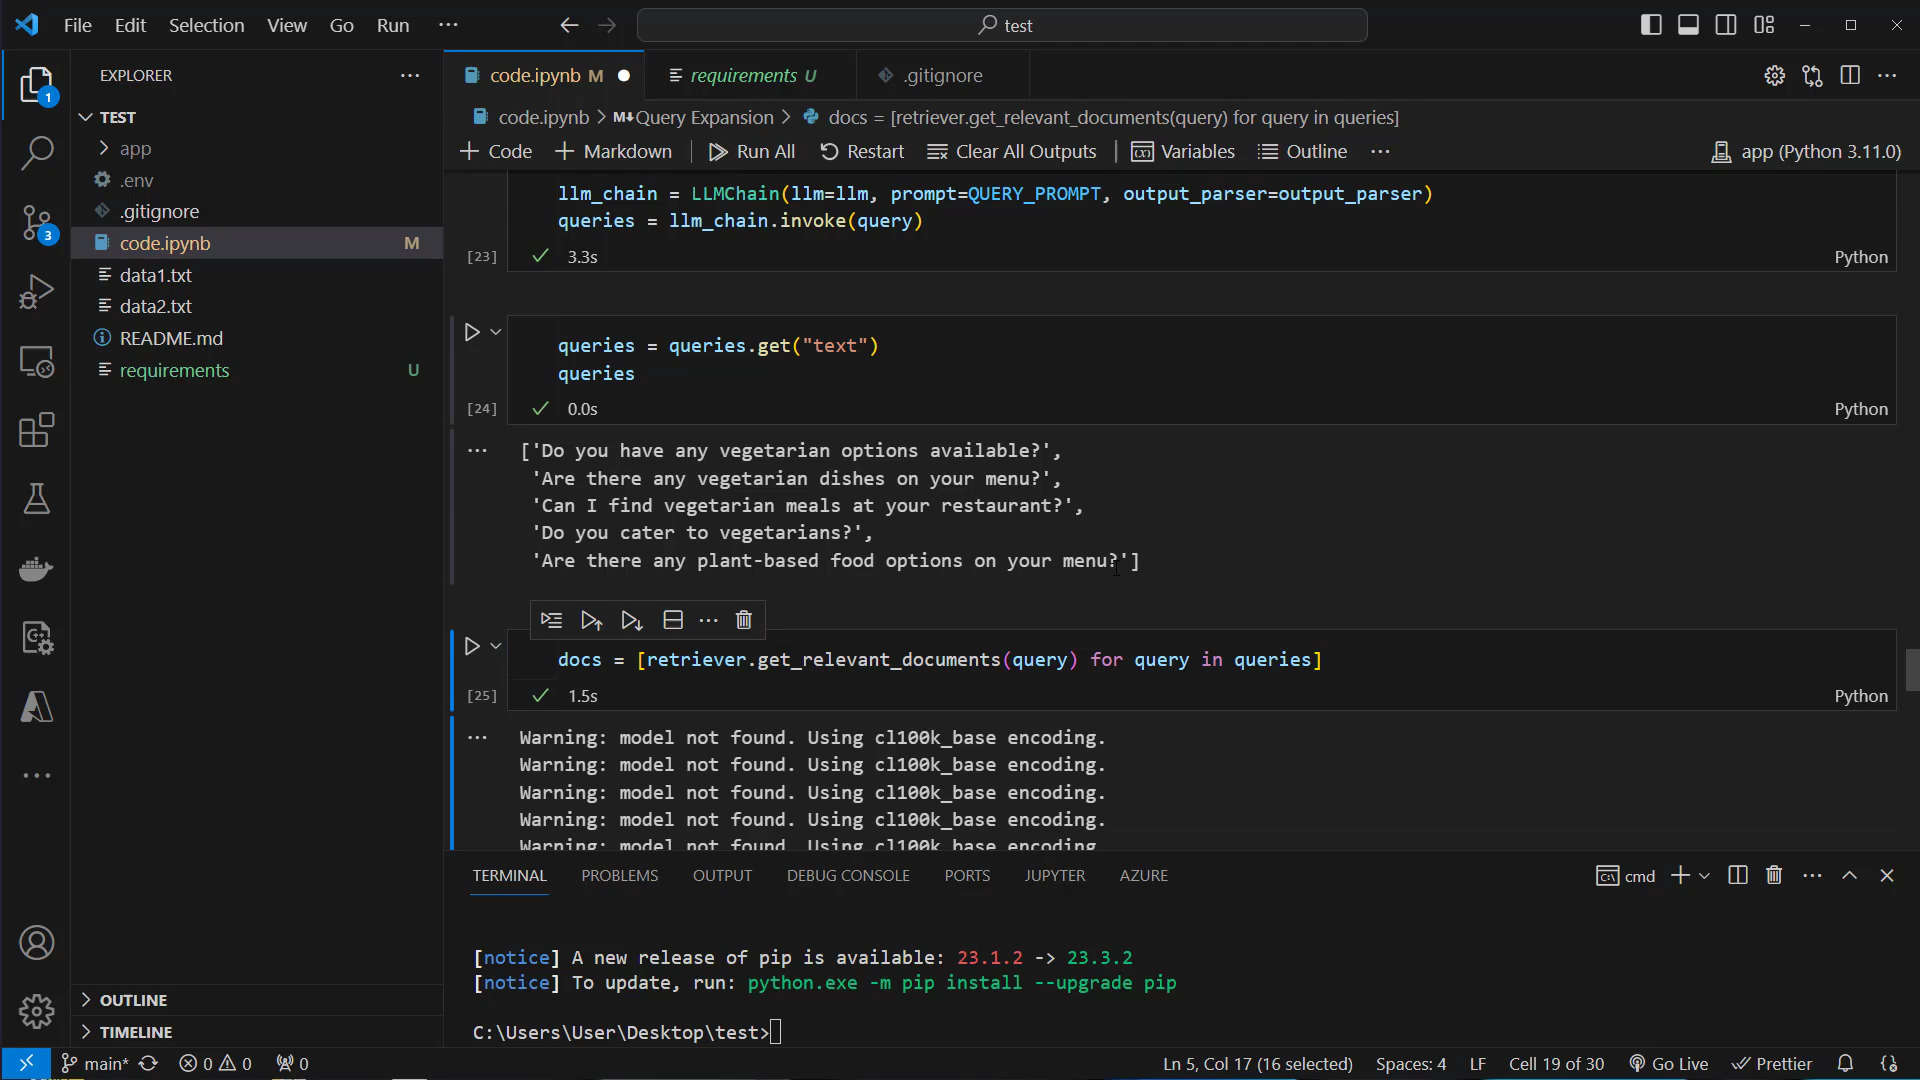 File Edit Selection View Go Run ··· test
EXPLORER ···
code.ipynb M
requirements U
.gitignore
TEST
app
.env
.gitignore
code.ipynb M
data1.txt
data2.txt
README.md
requirements U
1
3
OUTLINE
TIMELINE
code.ipynb > M↓Query Expansion > docs = [retriever.get_relevant_documents(query) for query in queries]
+ Code + Markdown Run All Restart Clear All Outputs Variables Outline ··· app (Python 3.11.0)
llm_chain = LLMChain(llm=llm, prompt=QUERY_PROMPT, output_parser=output_parser)
queries = llm_chain.invoke(query)
[23] ✓ 3.3s Python
queries = queries.get("text")
queries
[24] ✓ 0.0s Python
['Do you have any vegetarian options available?',
'Are there any vegetarian dishes on your menu?',
'Can I find vegetarian meals at your restaurant?',
'Do you cater to vegetarians?',
'Are there any plant-based food options on your menu?']
docs = [retriever.get_relevant_documents(query) for query in queries]
[25] ✓ 1.5s Python
Warning: model not found. Using cl100k_base encoding.
Warning: model not found. Using cl100k_base encoding.
Warning: model not found. Using cl100k_base encoding.
Warning: model not found. Using cl100k_base encoding.
Warning: model not found. Using cl100k_base encoding.
TERMINAL PROBLEMS OUTPUT DEBUG CONSOLE PORTS JUPYTER AZURE cmd
[notice] A new release of pip is available: 23.1.2 -> 23.3.2
[notice] To update, run: python.exe -m pip install --upgrade pip
C:\Users\User\Desktop\test>
main* 0 0 0 Ln 5, Col 17 (16 selected) Spaces: 4 LF Cell 19 of 30 Go Live Prettier